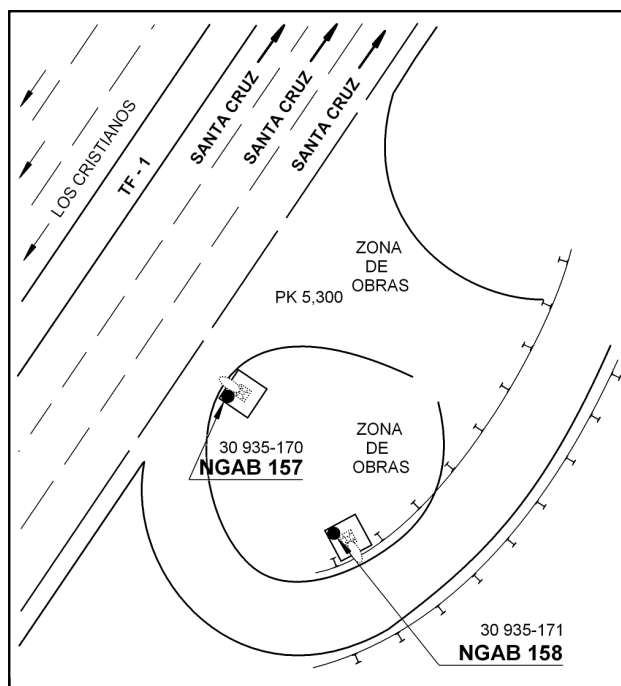 SANTA CRUZ
SANTA CRUZ
SANTA CRUZ
LOS CRISTIANOS
TF - 1
ZONA
DE
OBRAS
PK 5,300
ZONA
DE
OBRAS
30 935-170
NGAB 157
30 935-171
NGAB 158